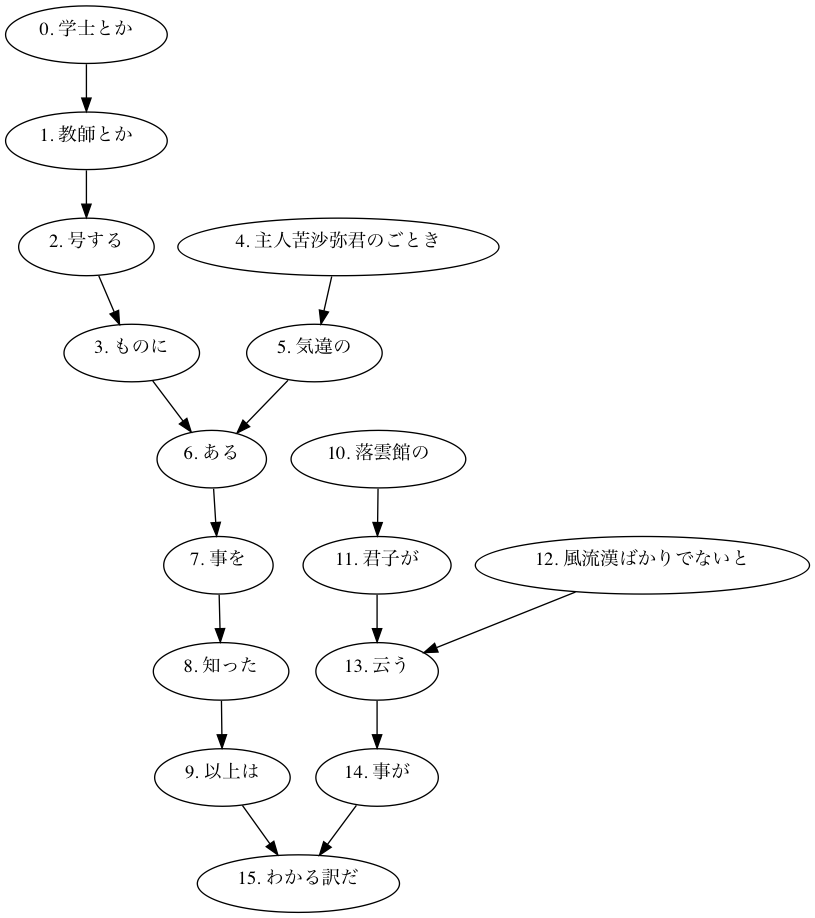 0. 学士とか
1. 教師とか
2. 号する
3. ものに
4. 主人苦沙弥君のごとき
5. 気違の
6. ある
7. 事を
8. 知った
9. 以上は
10. 落雲館の
11. 君子が
12. 風流漢ばかりでないと
13. 云う
14. 事が
15. わかる訳だ